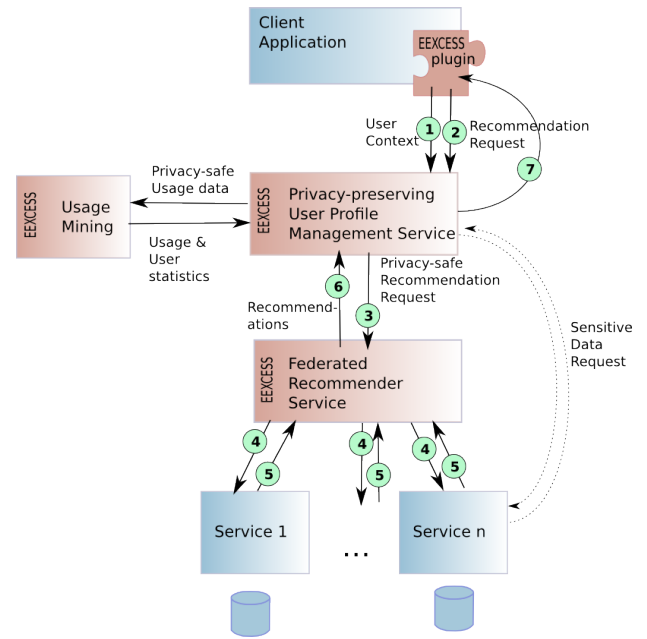 Client
Application
EEXCESS
plugin
User
Context
1
2
Recommendation
Request
7
Privacy-safe
Usage data
EEXCESS
Usage
Mining
Usage &
User
statistics
EEXCESS
Privacy-preserving
User Profile
Management Service
Privacy-safe
Recommendation
Request
6
Recommend-
ations
3
Sensitive
Data
Request
EEXCESS
Federated
Recommender
Service
4
5
4
5
4
5
Service 1
...
Service n